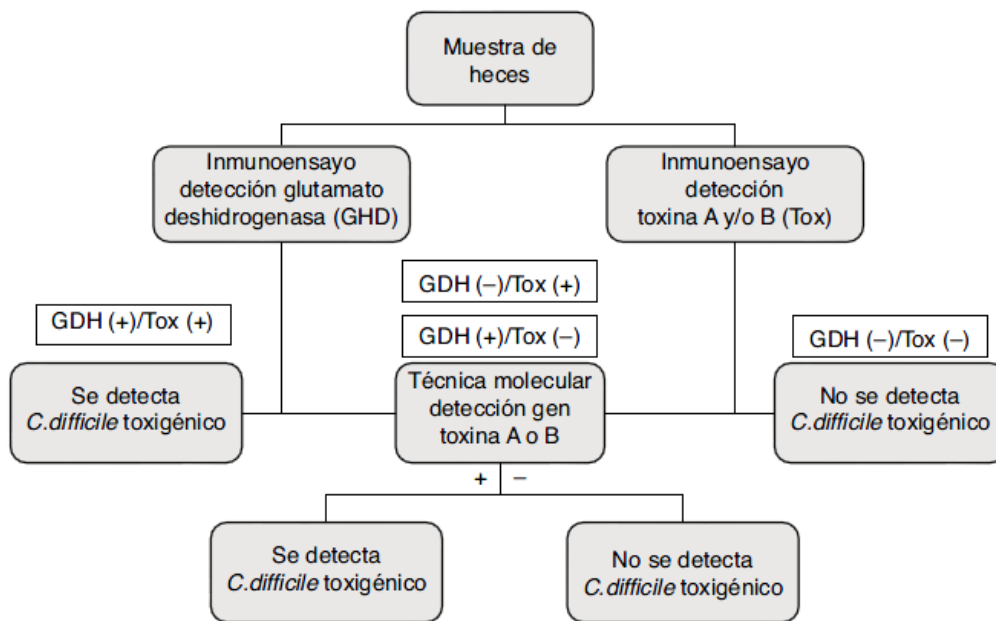 Muestra de
heces
Inmunoensayo
detección glutamato
deshidrogenasa (GHD)
Inmunoensayo
detección
toxina A y/o B (Tox)
GDH (–)/Tox (+)
GDH (+)/Tox (+)
GDH (+)/Tox (–)
GDH (–)/Tox (–)
Se detecta
C.difficile toxigénico
Técnica molecular
detección gen
toxina A o B
No se detecta
C.difficile toxigénico
+ –
Se detecta
C.difficile toxigénico
No se detecta
C.difficile toxigénico